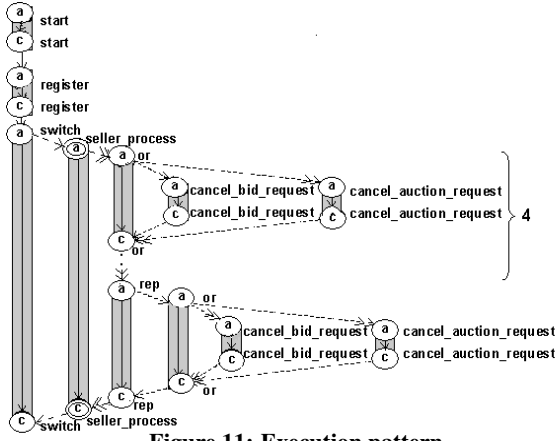 a start
c start
a register
c register
a switch
a seller_process
a or
a cancel_bid_request
a cancel_auction_request
c cancel_bid_request
c cancel_auction_request
4
c or
a rep
a or
a cancel_bid_request
a cancel_auction_request
c cancel_bid_request
c cancel_auction_request
c or
c rep
c seller_process
c switch
Figure 11: Execution pattern